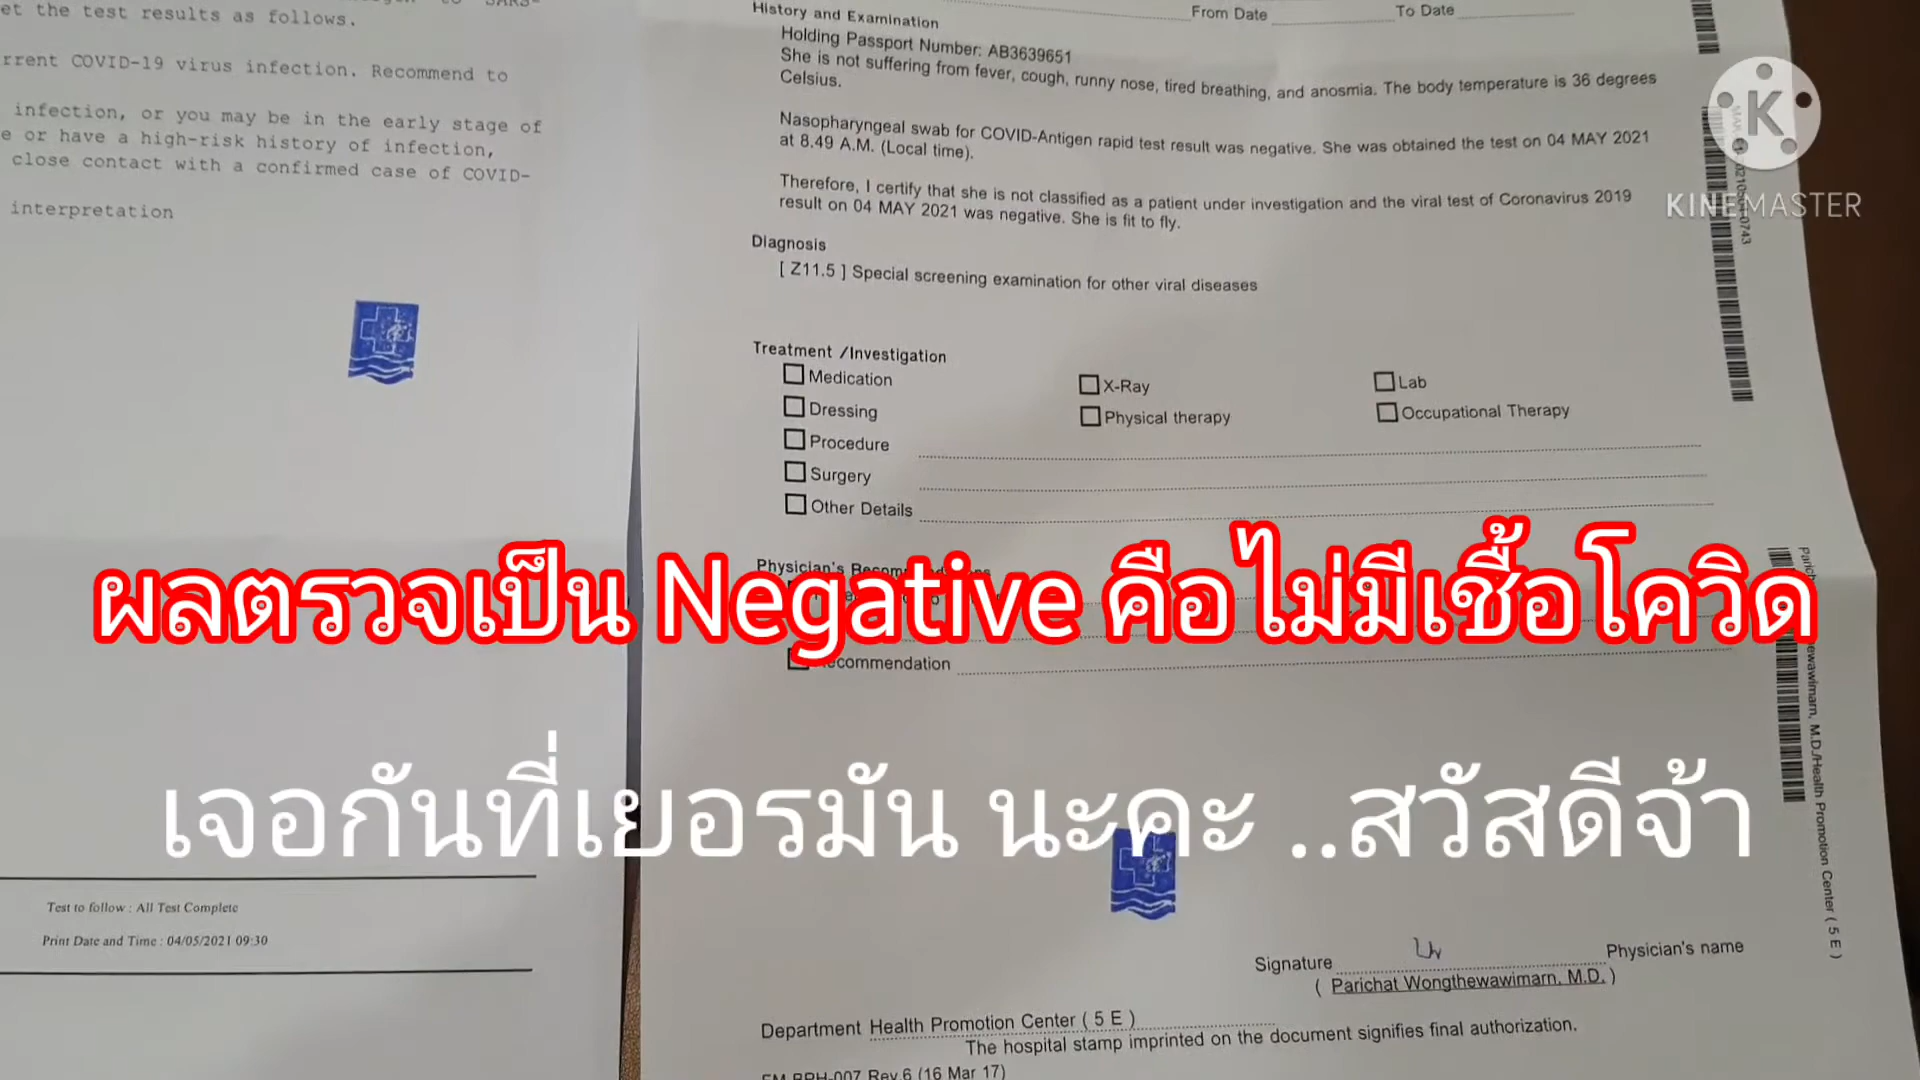 et the test results as follows.
rrent COVID-19 virus infection. Recommend to
infection, or you may be in the early stage of
e or have a high-risk history of infection,
close contact with a confirmed case of COVID-
interpretation
Test to follow : All Test Complete
Print Date and Time : 04/05/2021 09:30
From Date To Date
History and Examination
Holding Passport Number: AB3639651
She is not suffering from fever, cough, runny nose, tired breathing, and anosmia. The body temperature is 36 degrees
Celsius.
Nasopharyngeal swab for COVID-Antigen rapid test result was negative. She was obtained the test on 04 MAY 2021
at 8.49 A.M. (Local time).
Therefore, I certify that she is not classified as a patient under investigation and the viral test of Coronavirus 2019
result on 04 MAY 2021 was negative. She is fit to fly.
Diagnosis
[ Z11.5 ] Special screening examination for other viral diseases
Treatment /Investigation
Medication X-Ray Lab
Dressing Physical therapy Occupational Therapy
Procedure
Surgery
Other Details
Physician's
ผลตรวจเป็น Negative คือไม่มีเชื้อโควิด
ecommendation
เจอกันที่เยอรมัน นะคะ ..สวัสดีจ้า
Signature Physician's name
( Parichat Wongthewawimarn, M.D. )
Department Health Promotion Center ( 5 E )
The hospital stamp imprinted on the document signifies final authorization.
007 Rev.6 (16 Mar 17)
K
KINEMASTER
ewawimarn, M.D./Health Promotion Center ( 5 E )